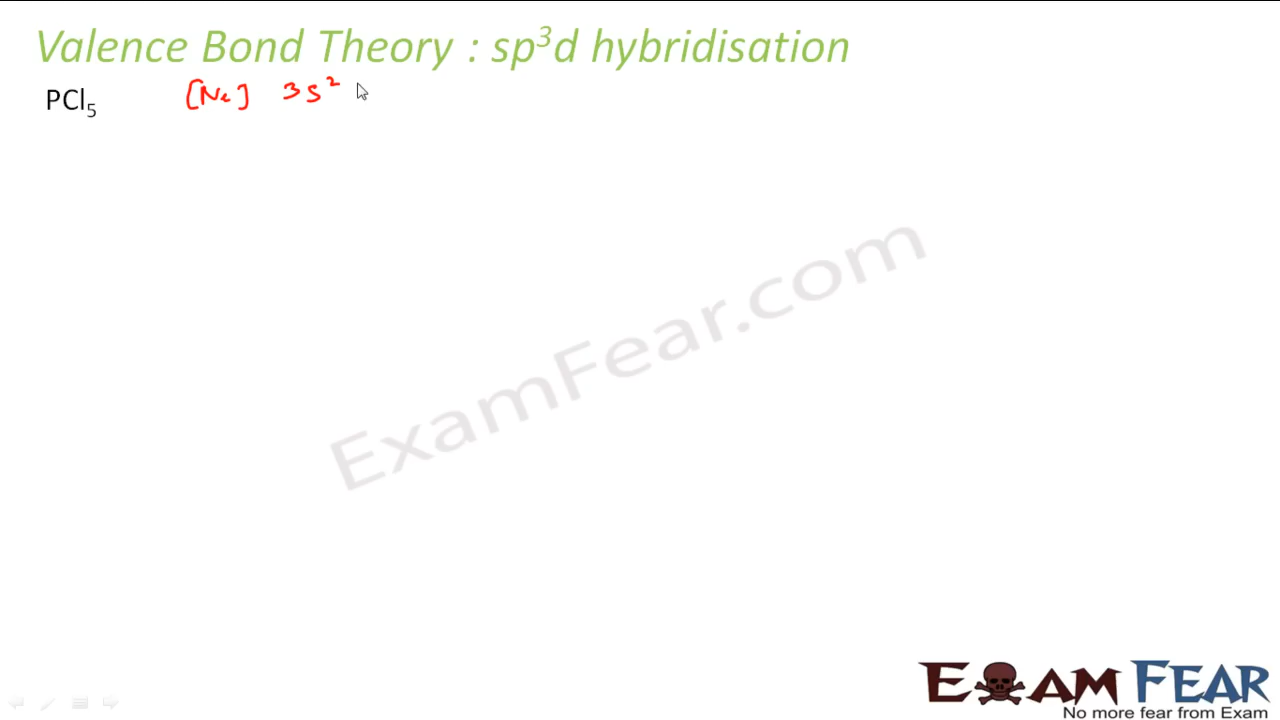 Valence Bond Theory : sp³d hybridisation
PCl₅ [Ne] 3s²
ExamFear.com
EXAM FEAR
No more fear from Exam